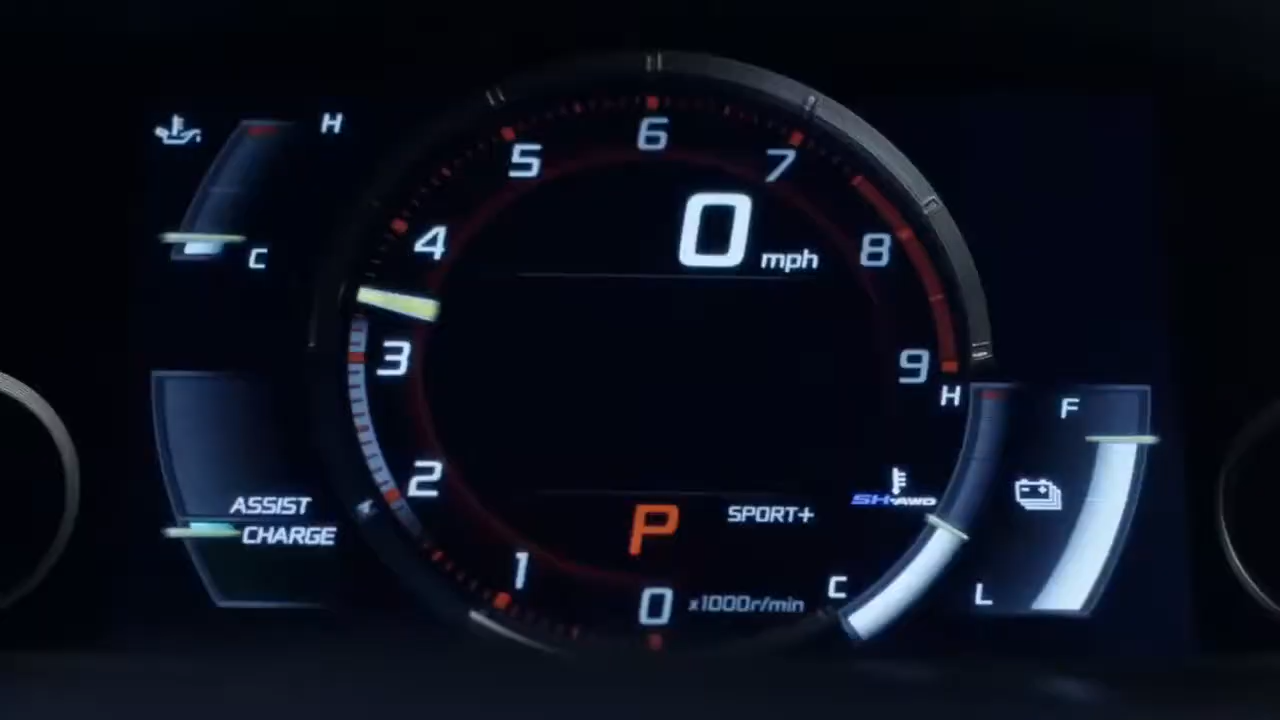 H
C
5
6
7
4
0 mph
8
3
9
H
F
2
ASSIST
CHARGE
P
SPORT+
SH-AWD
1
0
x1000r/min
C
L